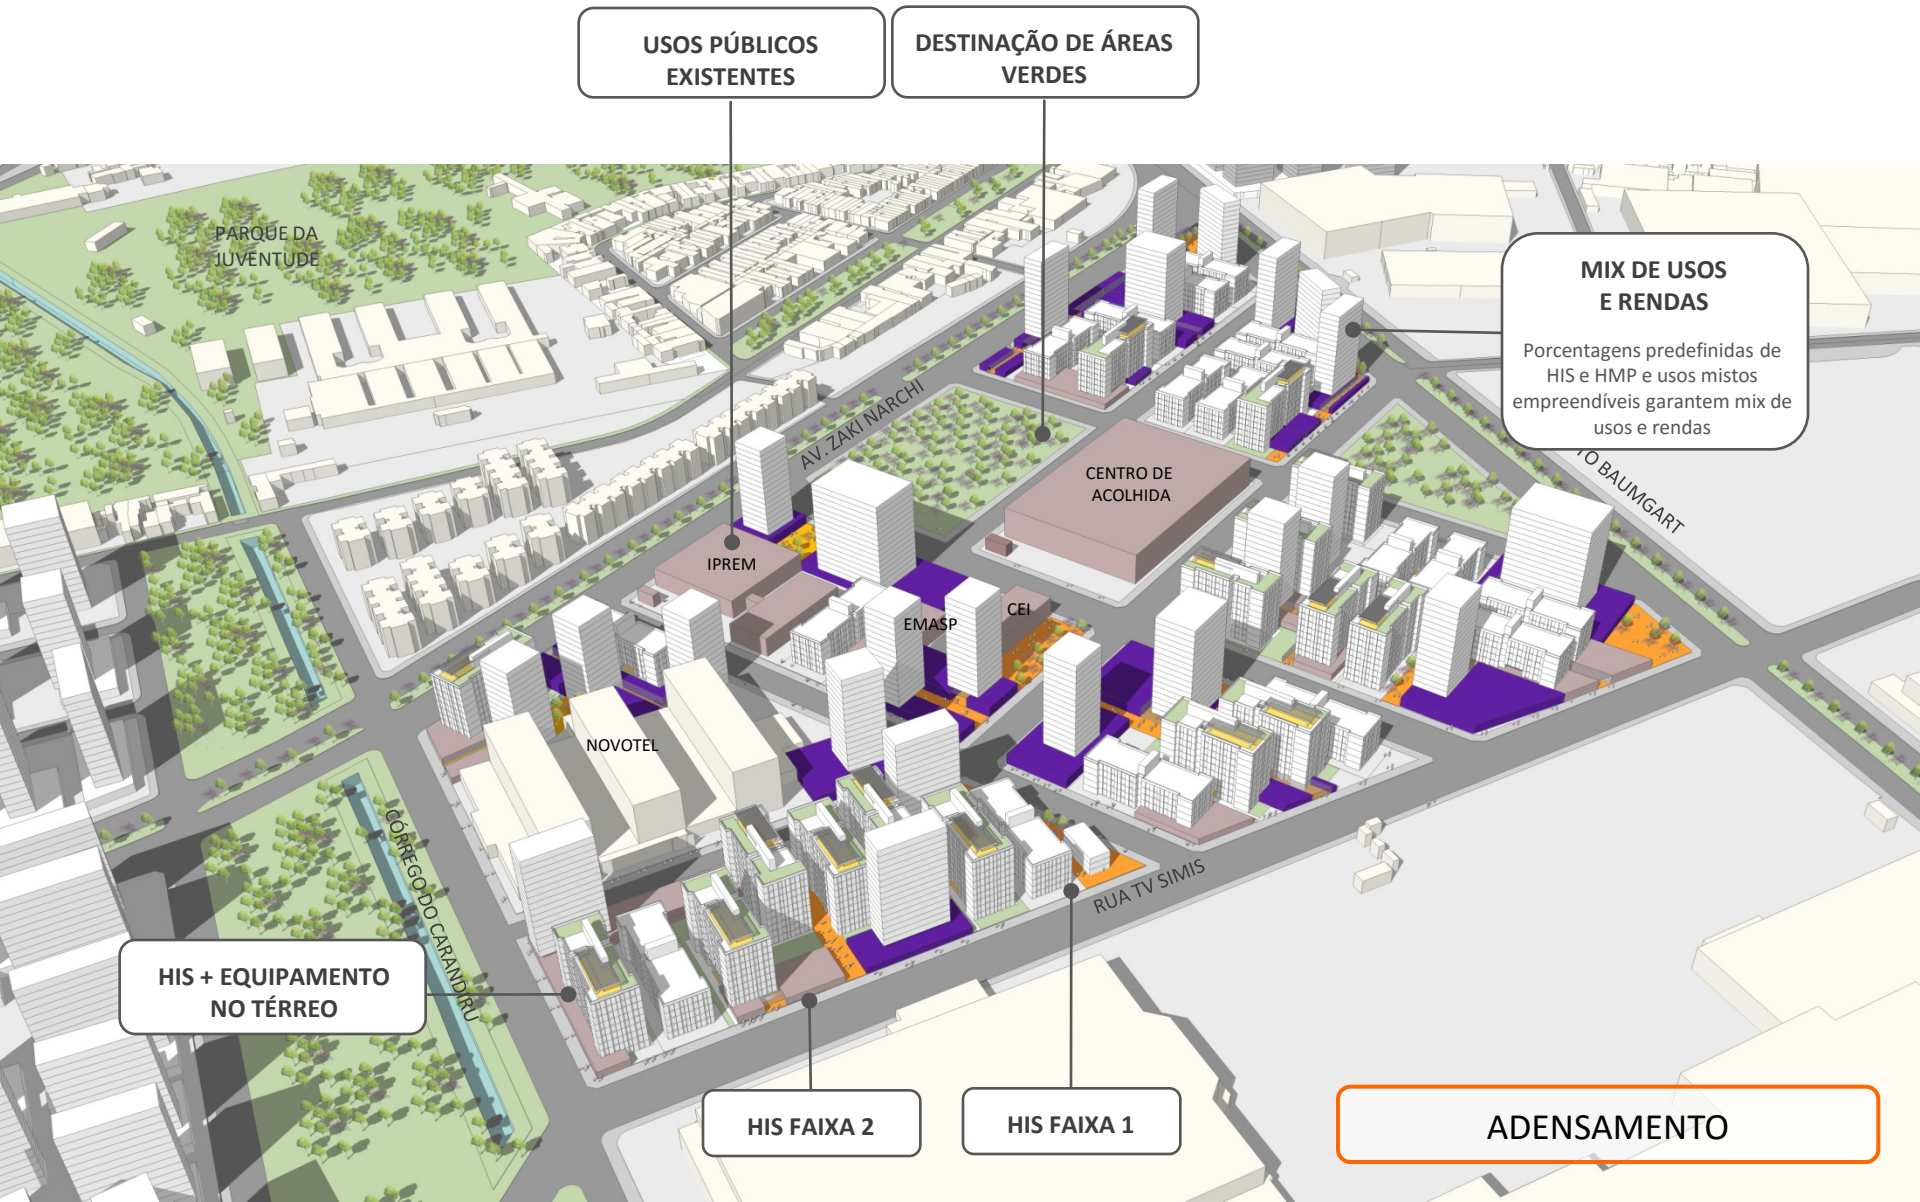 USOS PÚBLICOS
EXISTENTES
DESTINAÇÃO DE ÁREAS
VERDES
PARQUE DA
JUVENTUDE
MIX DE USOS
E RENDAS
Porcentagens predefinidas de
HIS e HMP e usos mistos
empreendíveis garantem mix de
usos e rendas
AV. ZAKI NARCHI
CENTRO DE
ACOLHIDA
TO BAUMGART
IPREM
CEI
EMASP
NOVOTEL
CÓRREGO DO CARANDIRU
RUA TV SIMIS
HIS + EQUIPAMENTO
NO TÉRREO
HIS FAIXA 2
HIS FAIXA 1
ADENSAMENTO